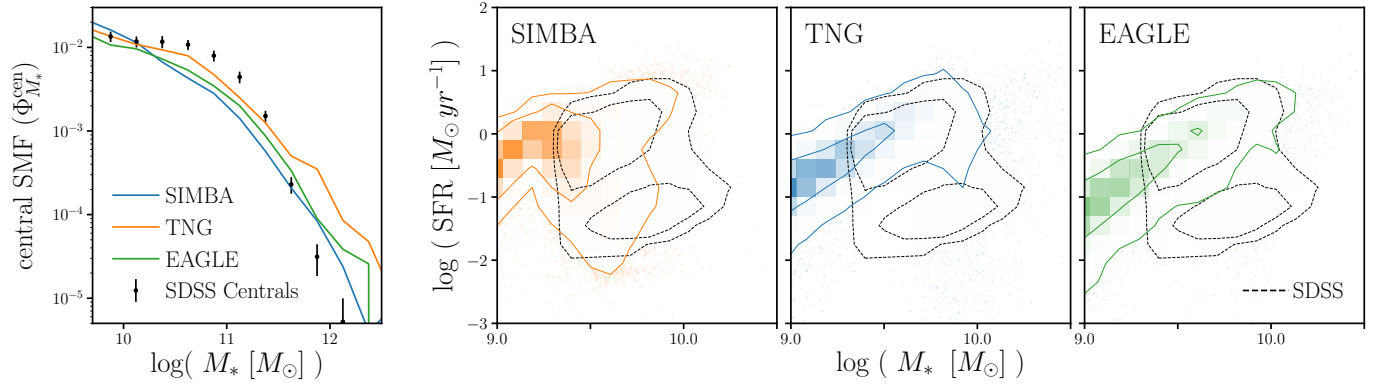 central SMF (Φ^cen_M*)
10^−2
10^−3
10^−4
10^−5
SIMBA
TNG
EAGLE
SDSS Centrals
10 11 12
log( M* [M⊙] )
log ( SFR [M⊙ yr^−1] )
2
1
0
−1
−2
−3
SIMBA
TNG
EAGLE
SDSS
9.0 10.0
9.0 10.0
9.0 10.0
log ( M* [M⊙] )